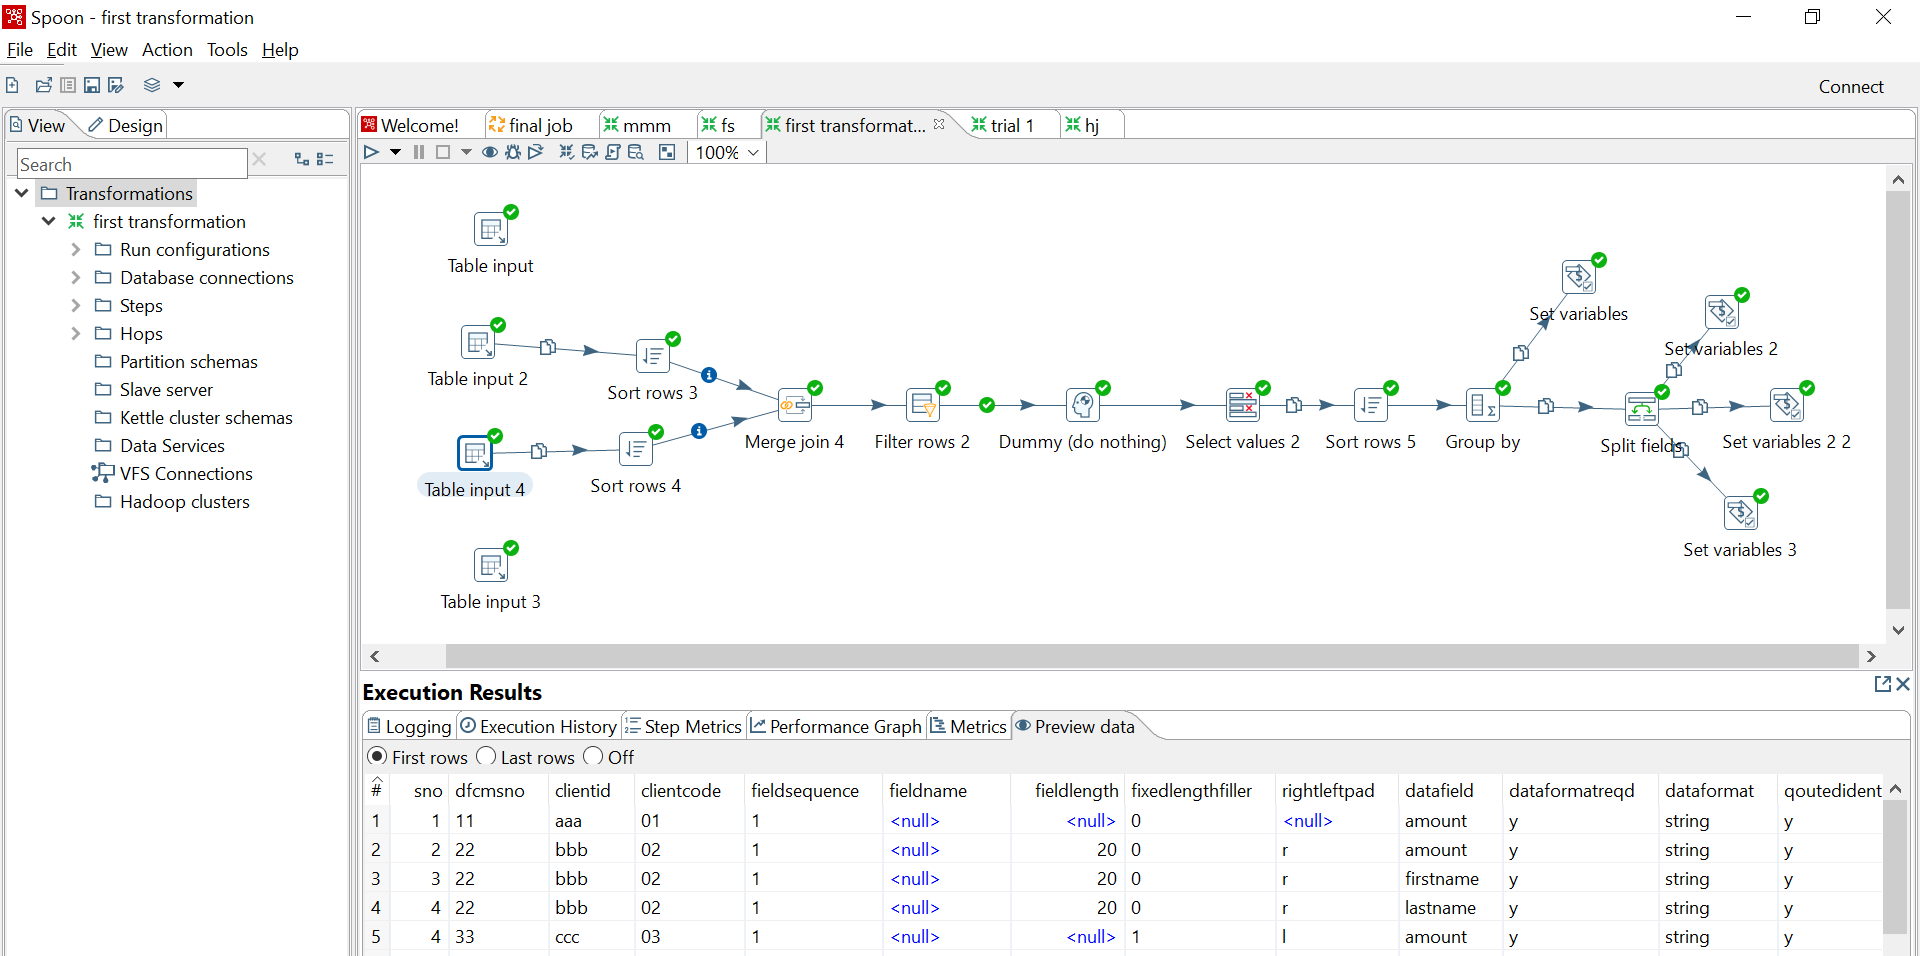 Spoon - first transformation
File Edit View Action Tools Help
Connect
View Design
Welcome! final job mmm fs first transformat... trial 1 hj
100%
Search
Transformations
first transformation
Run configurations
Database connections
Steps
Hops
Partition schemas
Slave server
Kettle cluster schemas
Data Services
VFS Connections
Hadoop clusters
Table input
Set variables
Set variables 2
Table input 2
Sort rows 3
Merge join 4 Filter rows 2 Dummy (do nothing) Select values 2 Sort rows 5 Group by Split fields Set variables 2 2
Table input 4
Sort rows 4
Set variables 3
Table input 3
Execution Results
Logging Execution History Step Metrics Performance Graph Metrics Preview data
First rows Last rows Off
# sno dfcmsno clientid clientcode fieldsequence fieldname fieldlength fixedlengthfiller rightleftpad datafield dataformatreqd dataformat qoutedident
1 1 11 aaa 01 1 <null> <null> 0 <null> amount y string y
2 2 22 bbb 02 1 <null> 20 0 r amount y string y
3 3 22 bbb 02 1 <null> 20 0 r firstname y string y
4 4 22 bbb 02 1 <null> 20 0 r lastname y string y
5 4 33 ccc 03 1 <null> <null> 1 l amount y string y